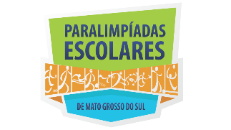 PARALIMPÍADAS
ESCOLARES
DE MATO GROSSO DO SUL